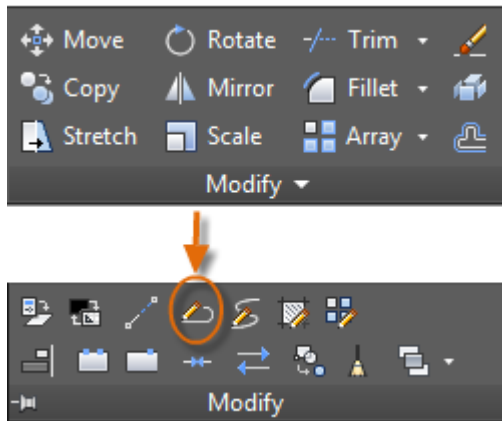 Move Rotate Trim
Copy Mirror Fillet
Stretch Scale Array
Modify
Modify